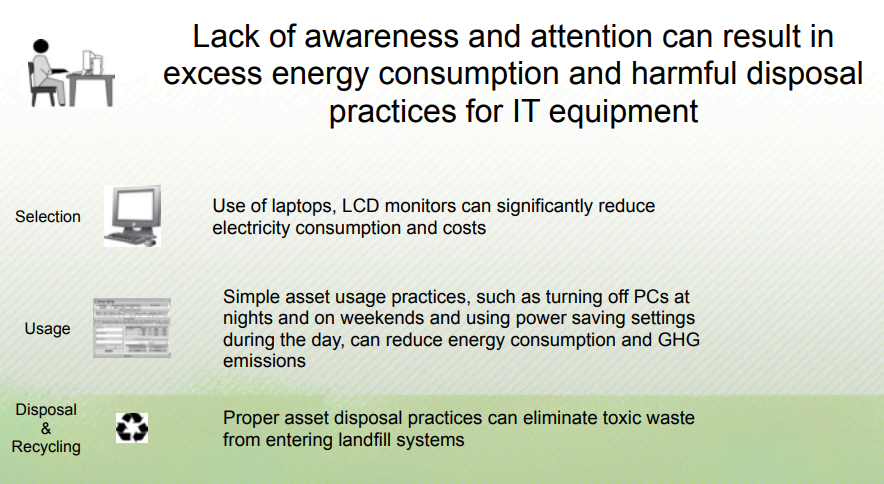 Lack of awareness and attention can result in
excess energy consumption and harmful disposal
practices for IT equipment
Selection
Use of laptops, LCD monitors can significantly reduce
electricity consumption and costs
Usage
Simple asset usage practices, such as turning off PCs at
nights and on weekends and using power saving settings
during the day, can reduce energy consumption and GHG
emissions
Disposal
&
Recycling
Proper asset disposal practices can eliminate toxic waste
from entering landfill systems